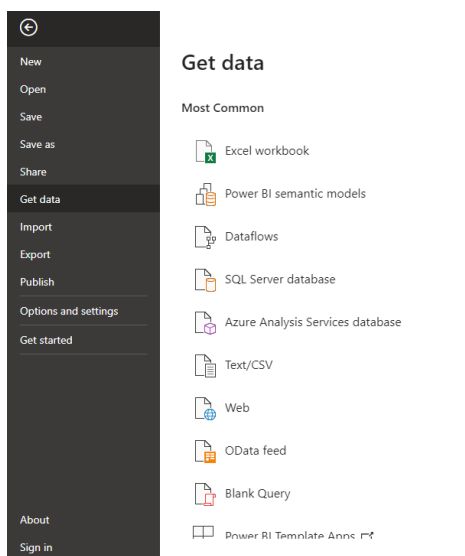 New
Open
Save
Save as
Share
Get data
Import
Export
Publish
Options and settings
Get started
About
Sign in
Get data
Most Common
Excel workbook
Power BI semantic models
Dataflows
SQL Server database
Azure Analysis Services database
Text/CSV
Web
OData feed
Blank Query
Power BI Template Apps